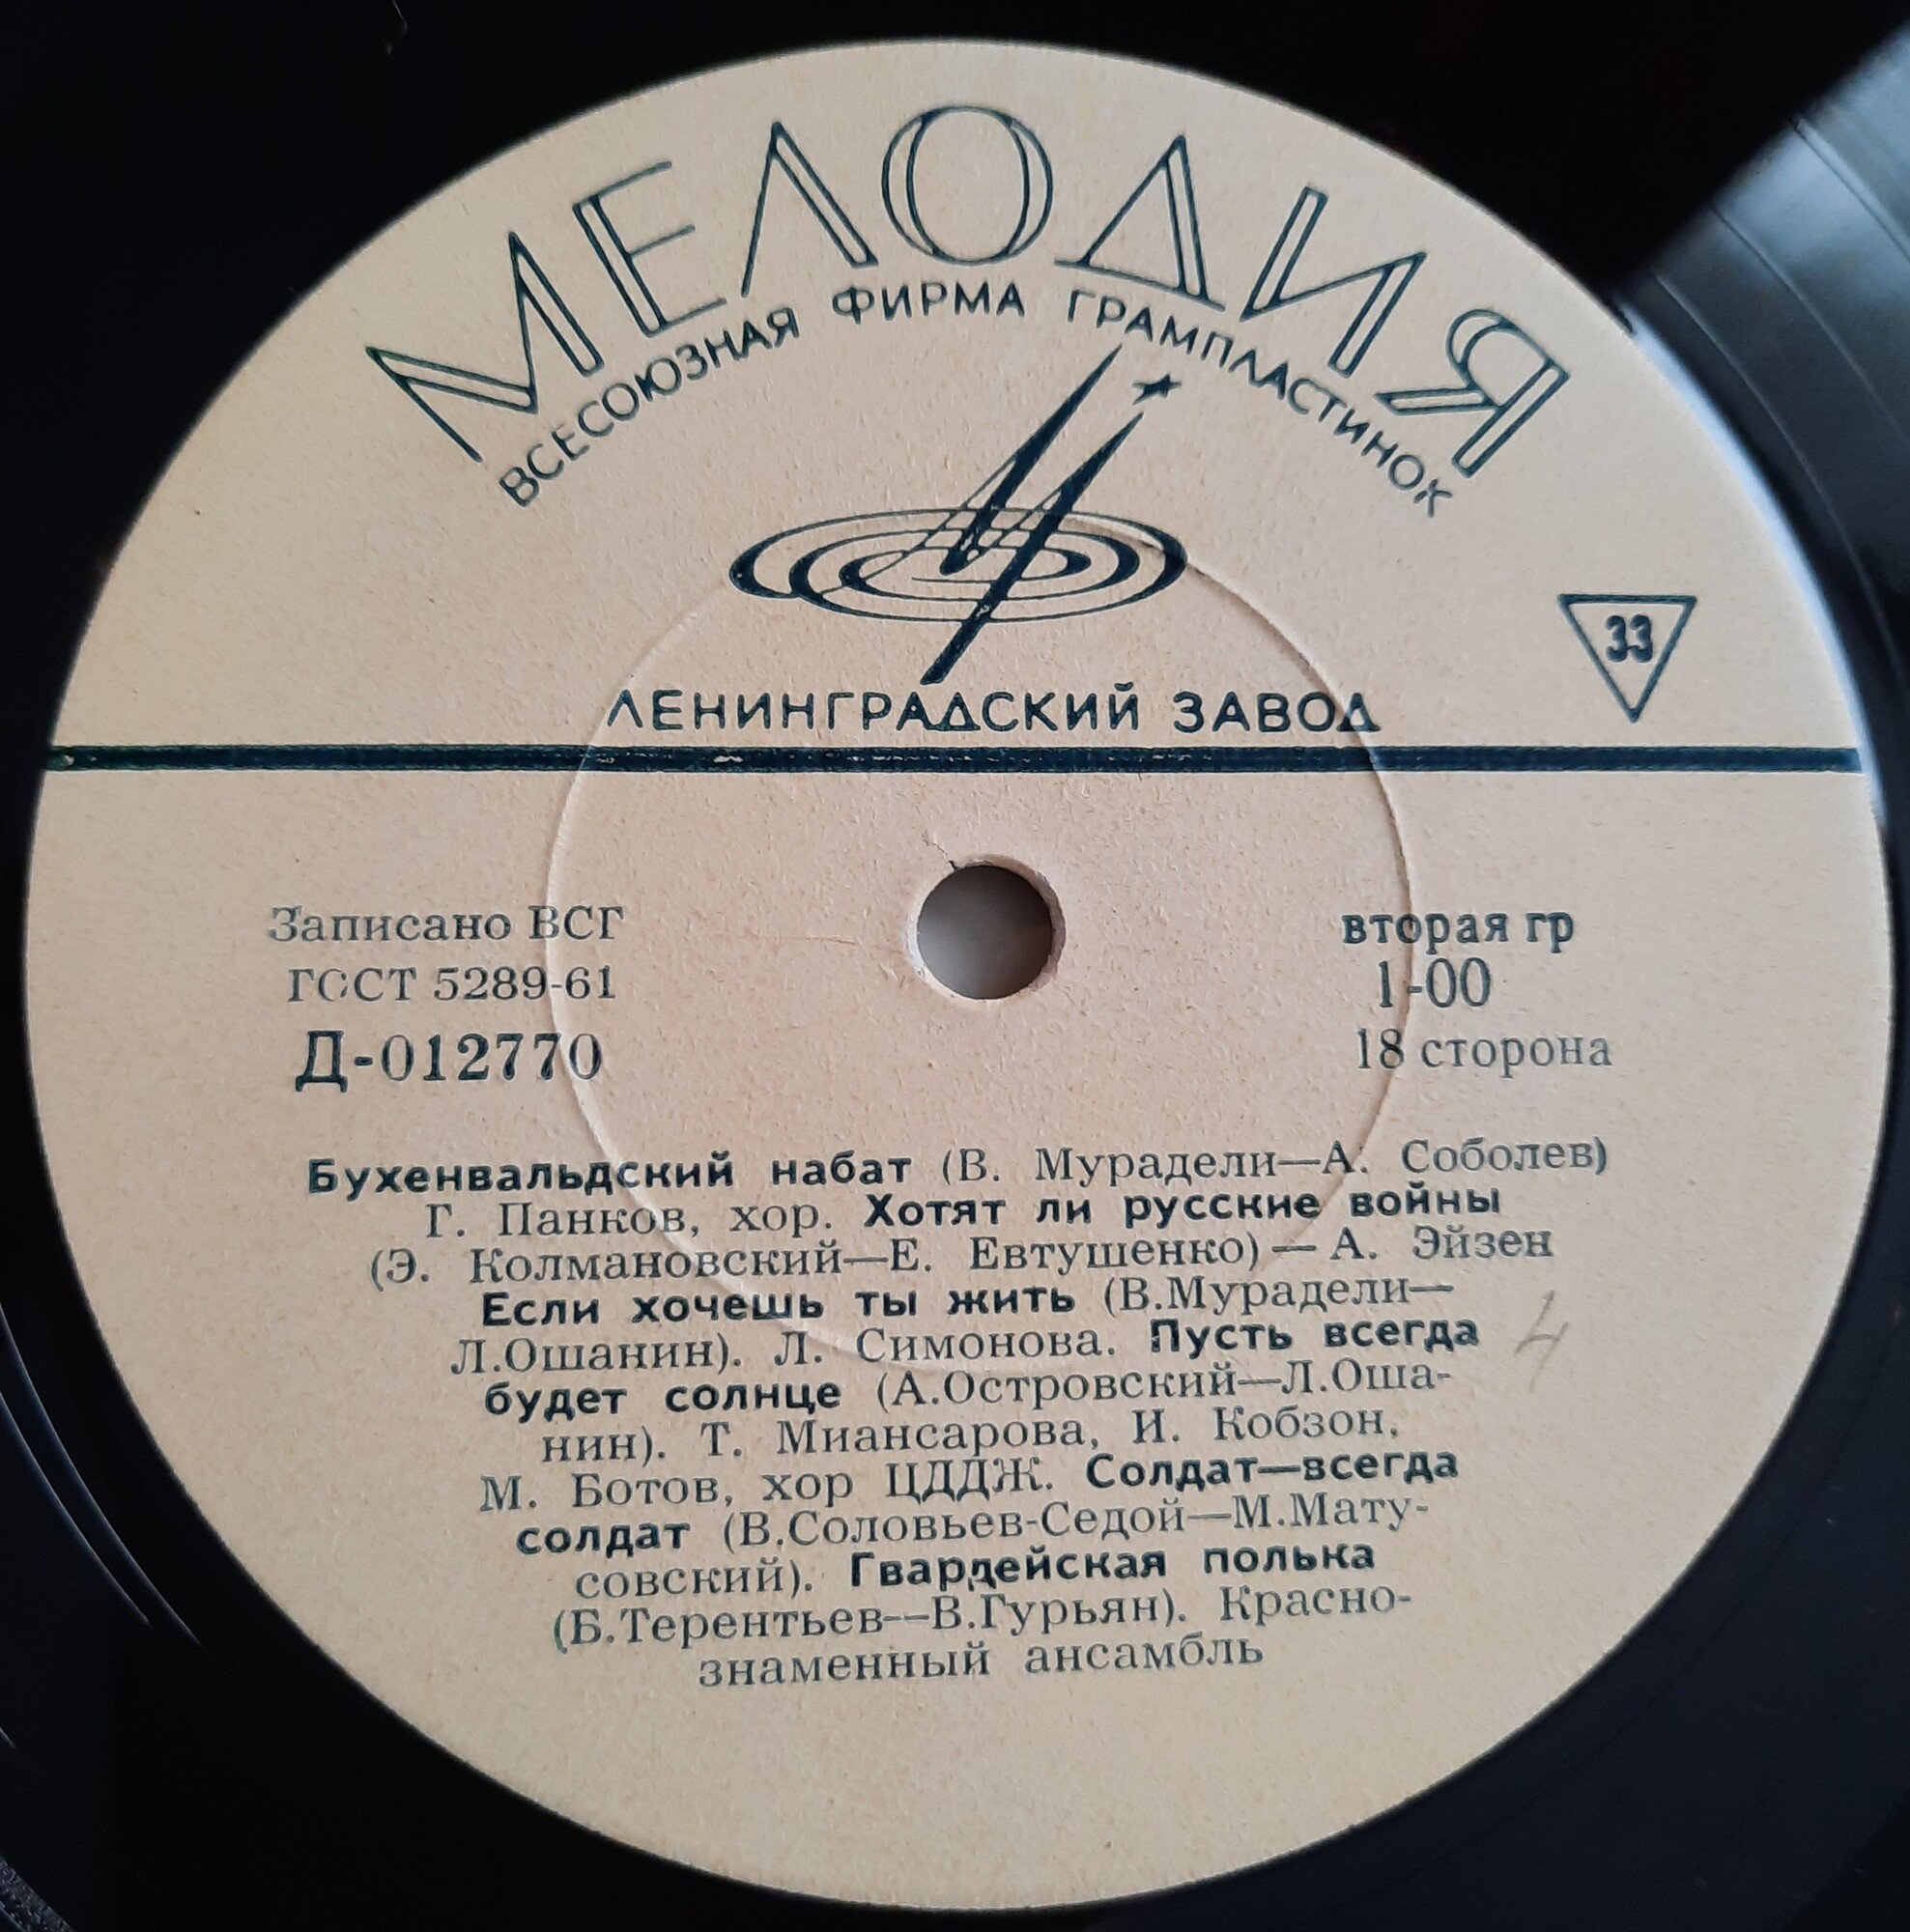 МЕЛОДИЯ
ВСЕСОЮЗНАЯ ФИРМА ГРАМПЛАСТИНОК
33
ЛЕНИНГРАДСКИЙ ЗАВОД
Записано ВСГ
ГОСТ 5289-61
Д-012770
вторая гр
1-00
18 сторона
Бухенвальдский набат (В. Мурадели—А. Соболев)
Г. Панков, хор. Хотят ли русские войны
(Э. Колмановский—Е. Евтушенко) — А. Эйзен
Если хочешь ты жить (В.Мурадели—
Л.Ошанин). Л. Симонова. Пусть всегда
будет солнце (А.Островский—Л.Оша-
нин). Т. Миансарова, И. Кобзон,
М. Ботов, хор ЦДДЖ. Солдат—всегда
солдат (В.Соловьев-Седой—М.Мату-
совский). Гвардейская полька
(Б.Терентьев—В.Гурьян). Красно-
знаменный ансамбль
4